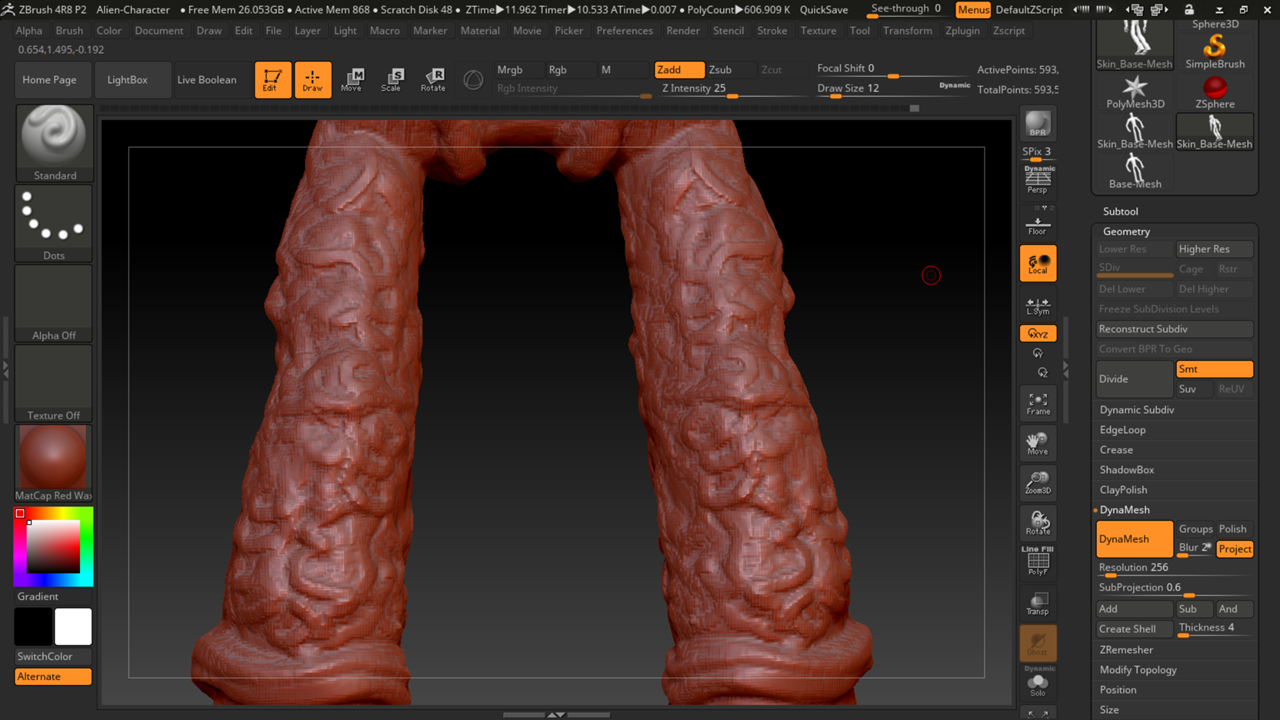 ZBrush 4R8 P2 Alien-Character • Free Mem 26.053GB • Active Mem 868 • Scratch Disk 48 • ZTime▶11.962 Timer▶10.533 ATime▶0.007 • PolyCount▶606.909 K QuickSave See-through 0 Menus DefaultZScript
Alpha Brush Color Document Draw Edit File Layer Light Macro Marker Material Movie Picker Preferences Render Stencil Stroke Texture Tool Transform Zplugin Zscript
0.654,1.495,-0.192
Home Page LightBox Live Boolean Edit Draw Move Scale Rotate
Mrgb Rgb M Zadd Zsub Zcut Focal Shift 0 ActivePoints: 593,
Rgb Intensity Z Intensity 25 Draw Size 12 Dynamic TotalPoints: 593,5
Standard
Dots
Alpha Off
Texture Off
MatCap Red Wax
Gradient
SwitchColor
Alternate
BPR
SPix 3
Dynamic
Persp
Floor
Local
L.Sym
XYZ
Frame
Move
Zoom3D
Rotate
Line Fill
PolyF
Transp
Ghost
Dynamic
Solo
Sphere3D
Skin_Base-Mesh SimpleBrush
PolyMesh3D ZSphere
Skin_Base-Mesh Skin_Base-Mesh
Base-Mesh
Subtool
Geometry
Lower Res Higher Res
SDiv Cage Rstr
Del Lower Del Higher
Freeze SubDivision Levels
Reconstruct Subdiv
Convert BPR To Geo
Divide Smt
Suv ReUV
Dynamic Subdiv
EdgeLoop
Crease
ShadowBox
ClayPolish
DynaMesh
DynaMesh Groups Polish
Blur 2 Project
Resolution 256
SubProjection 0.6
Add Sub And
Create Shell Thickness 4
ZRemesher
Modify Topology
Position
Size